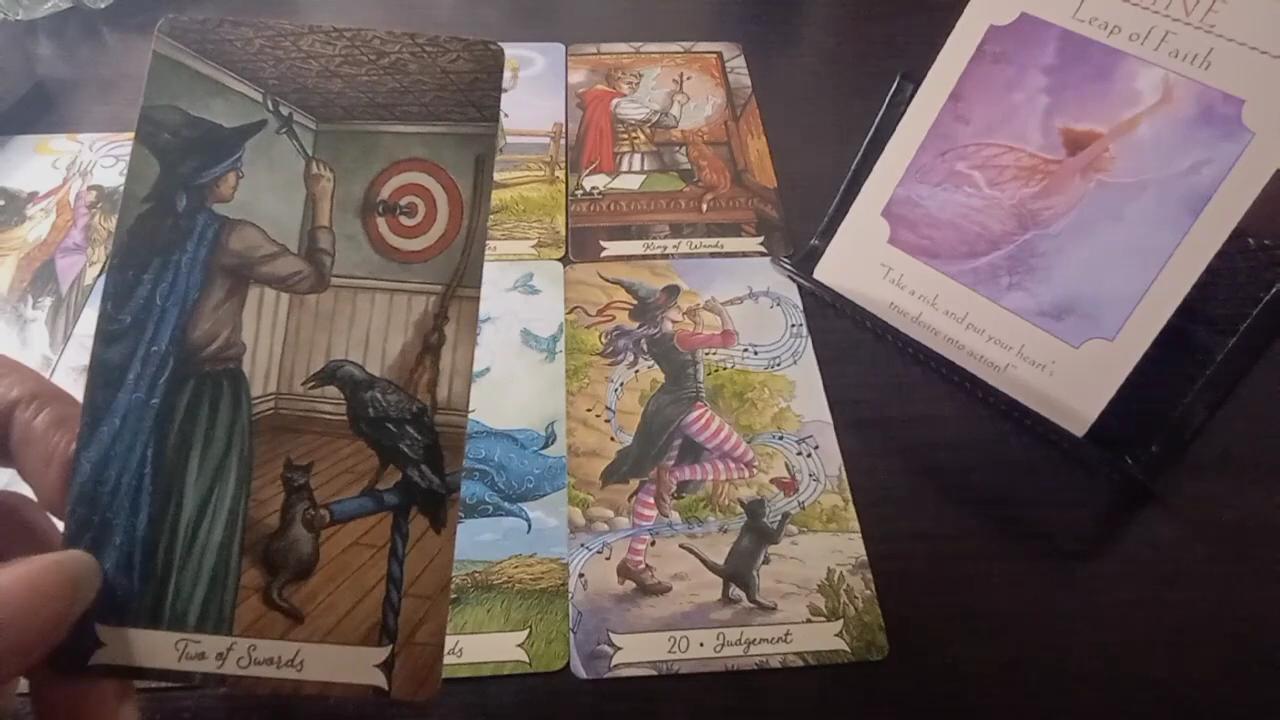 Two of Swords
King of Wands
20 • Judgement
Leap of Faith
"Take a risk, and put your heart's
true desire into action!"